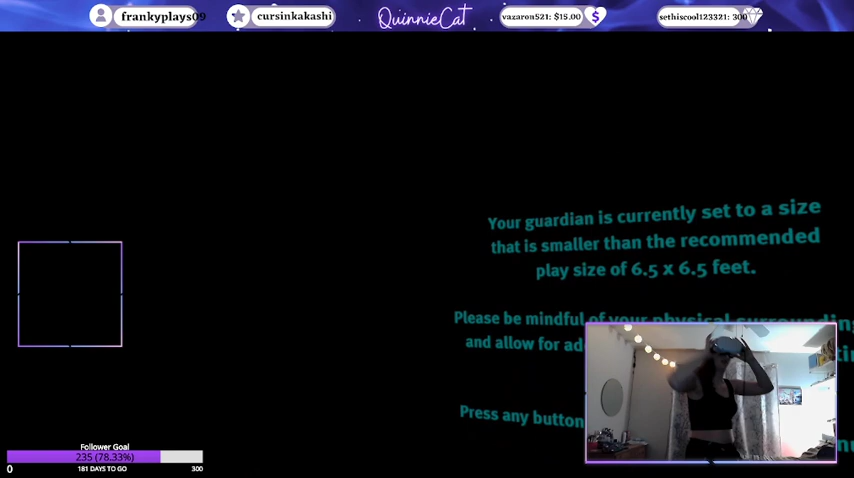 frankyplays09
cursinkakashi
QuinnieCat
vazaron521: $15.00
$
sethiscool123321: 300
Your guardian is currently set to a size
that is smaller than the recommended
play size of 6.5 x 6.5 feet.
Please be mindful of your physical surrounding
and allow for
Press any button
Follower Goal
235 (78.33%)
0 181 DAYS TO GO 300